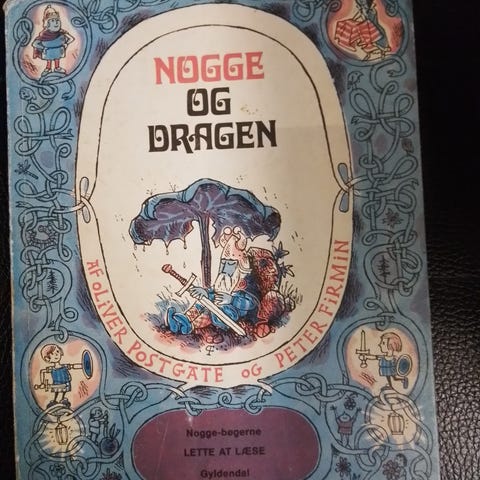 NOGGE
OG
DRAGEN
AF OLIVER POSTGATE OG PETER FIRMIN
Nogge-bøgerne
LETTE AT LÆSE
Gyldendal